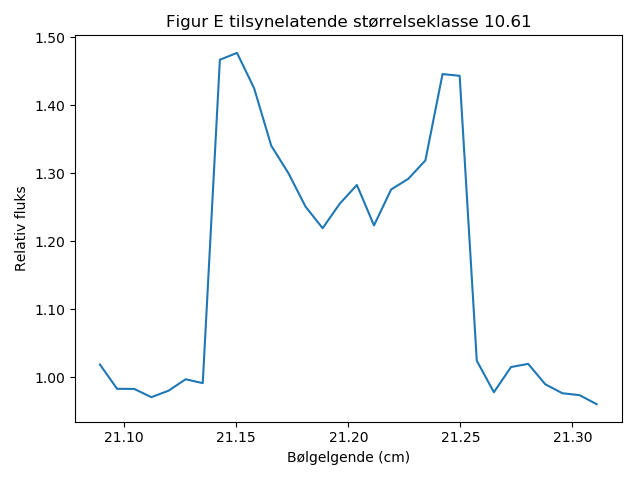 Figur E tilsynelatende størrelseklasse 10.61
1.50
1.40
1.30
1.20
1.10
1.00
Relativ fluks
21.10 21.15 21.20 21.25 21.30
Bølgelgende (cm)